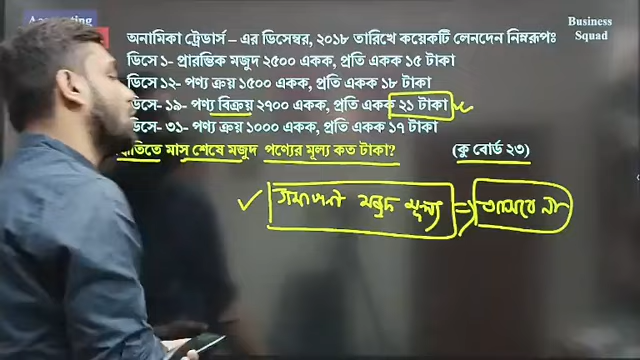 Accounting
Business
Squad
অনামিকা ট্রেডার্স – এর ডিসেম্বর, ২০১৮ তারিখে কয়েকটি লেনদেন নিম্নরূপঃ
ডিসে ১- প্রারম্ভিক মজুদ ২৫০০ একক, প্রতি একক ১৫ টাকা
ডিসে ১২- পণ্য ক্রয় ১৫০০ একক, প্রতি একক ১৮ টাকা
ডিসে- ১৯- পণ্য বিক্রয় ২৭০০ একক, প্রতি একক ২১ টাকা
ডিসে- ৩১- পণ্য ক্রয় ১০০০ একক, প্রতি একক ১৭ টাকা
মাস শেষে মজুদ পণ্যের মূল্য কত টাকা? (কু বোর্ড ২৩)
সমাপনী মজুদ মূল্য => আসবে না